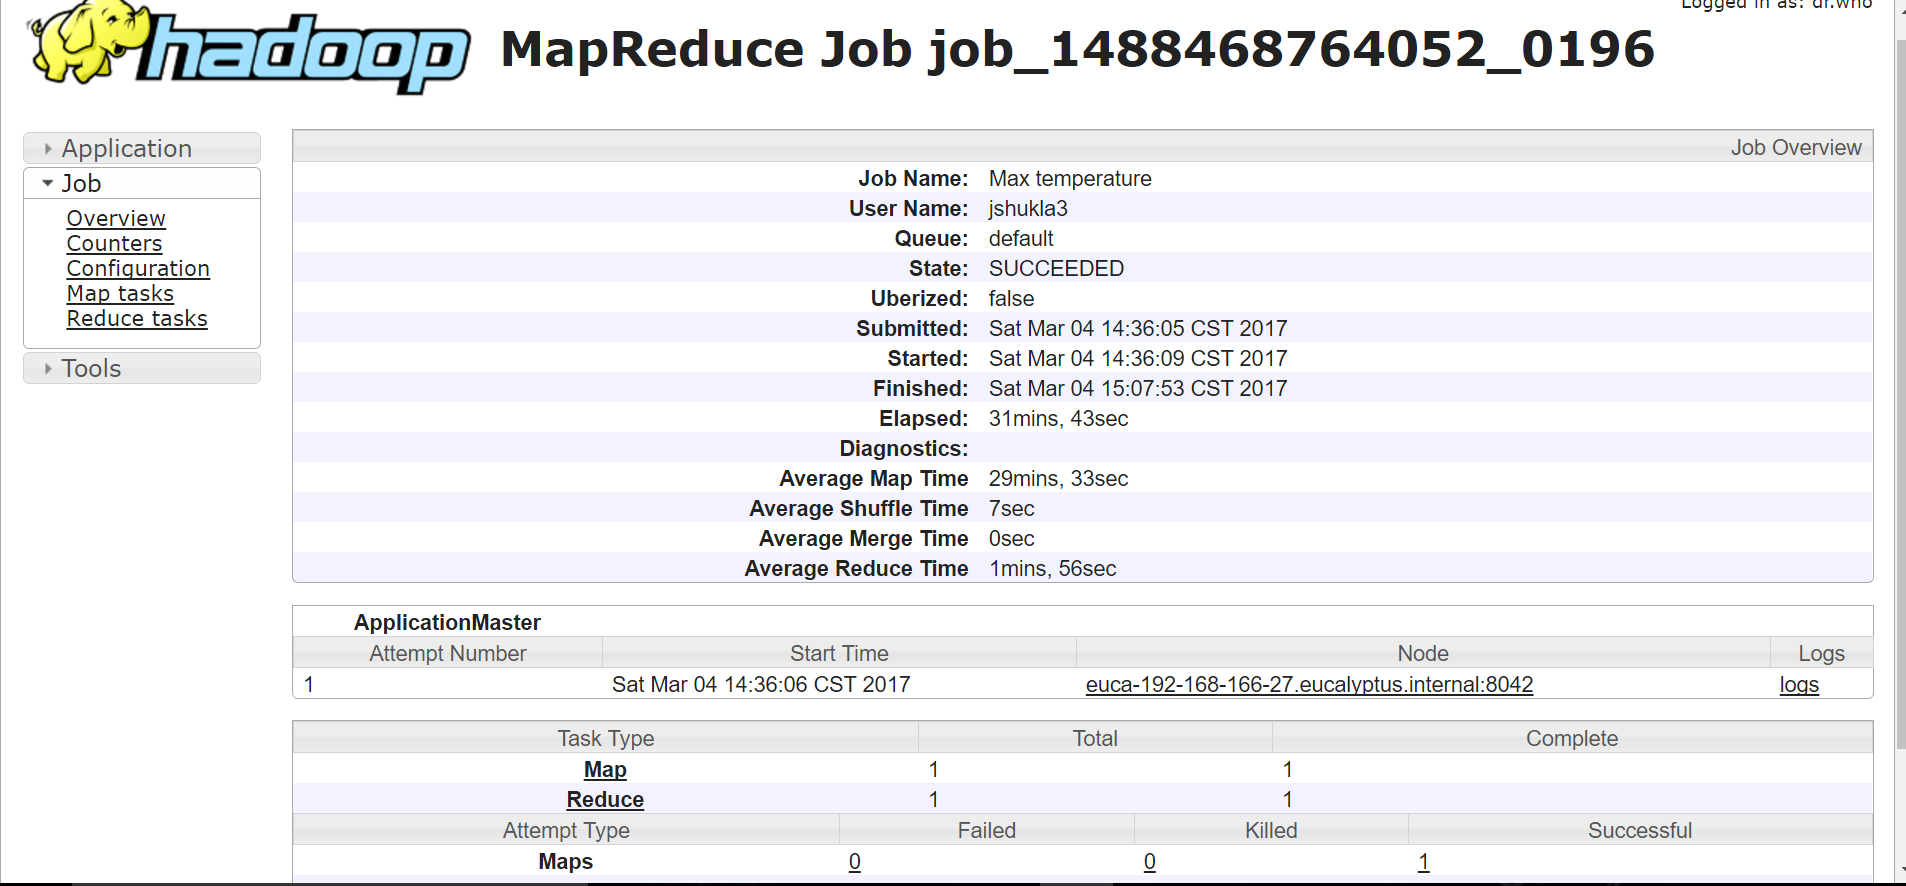 Logged in as: dr.who
hadoop
MapReduce Job job_1488468764052_0196
Application
Job
Overview
Counters
Configuration
Map tasks
Reduce tasks
Tools
Job Overview
Job Name: Max temperature
User Name: jshukla3
Queue: default
State: SUCCEEDED
Uberized: false
Submitted: Sat Mar 04 14:36:05 CST 2017
Started: Sat Mar 04 14:36:09 CST 2017
Finished: Sat Mar 04 15:07:53 CST 2017
Elapsed: 31mins, 43sec
Diagnostics:
Average Map Time 29mins, 33sec
Average Shuffle Time 7sec
Average Merge Time 0sec
Average Reduce Time 1mins, 56sec
ApplicationMaster
Attempt Number Start Time Node Logs
1 Sat Mar 04 14:36:06 CST 2017 euca-192-168-166-27.eucalyptus.internal:8042 logs
Task Type Total Complete
Map 1 1
Reduce 1 1
Attempt Type Failed Killed Successful
Maps 0 0 1